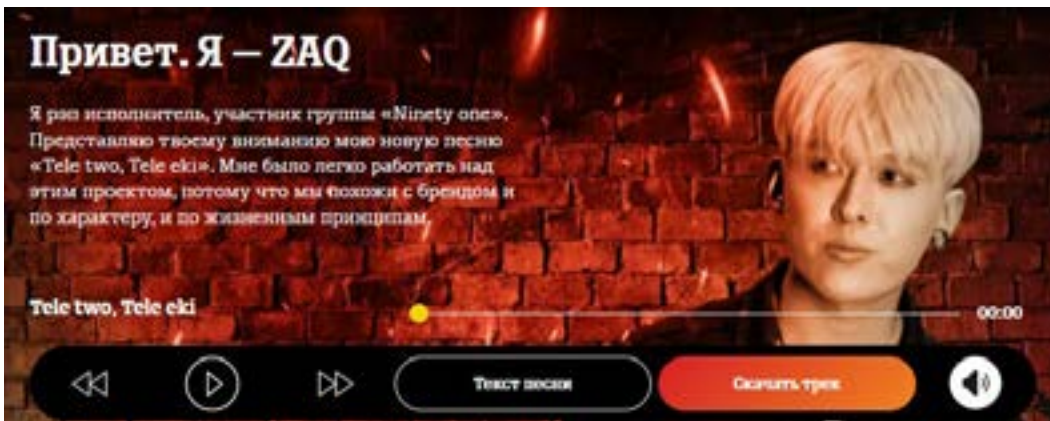 Привет. Я — ZAQ
Я рэп исполнитель, участник группы «Ninety one».
Представляю твоему вниманию мою новую песню
«Tele two, Tele eki». Мне было легко работать над
этим проектом, потому что мы похожи с брендом и
по характеру, и по жизненным принципам.
Tele two, Tele eki
00:00
Текст песни
Скачать трек